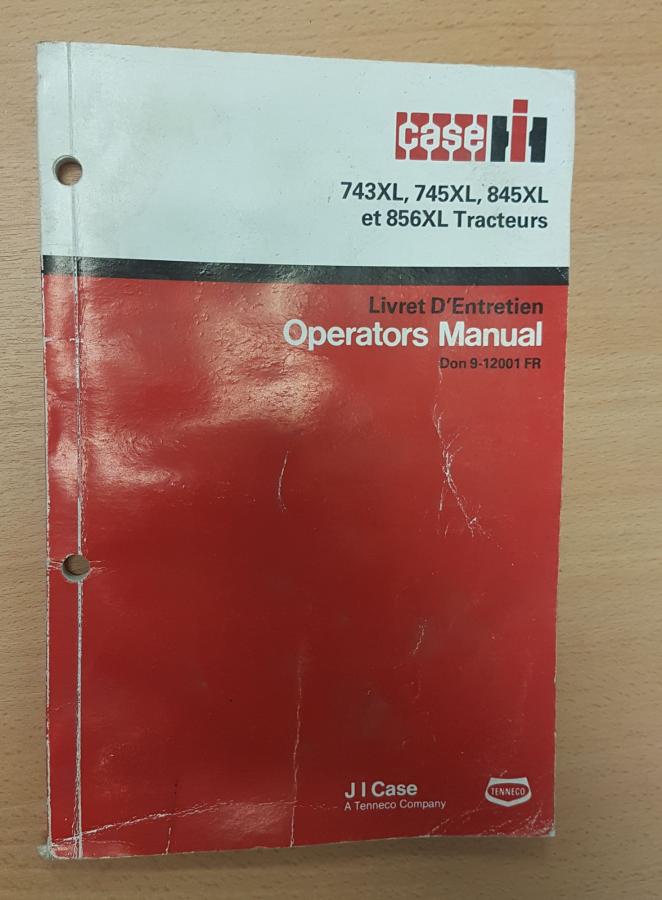 case IH
743XL, 745XL, 845XL
et 856XL Tracteurs
Livret D'Entretien
Operators Manual
Don 9-12001 FR
J I Case
A Tenneco Company
TENNECO